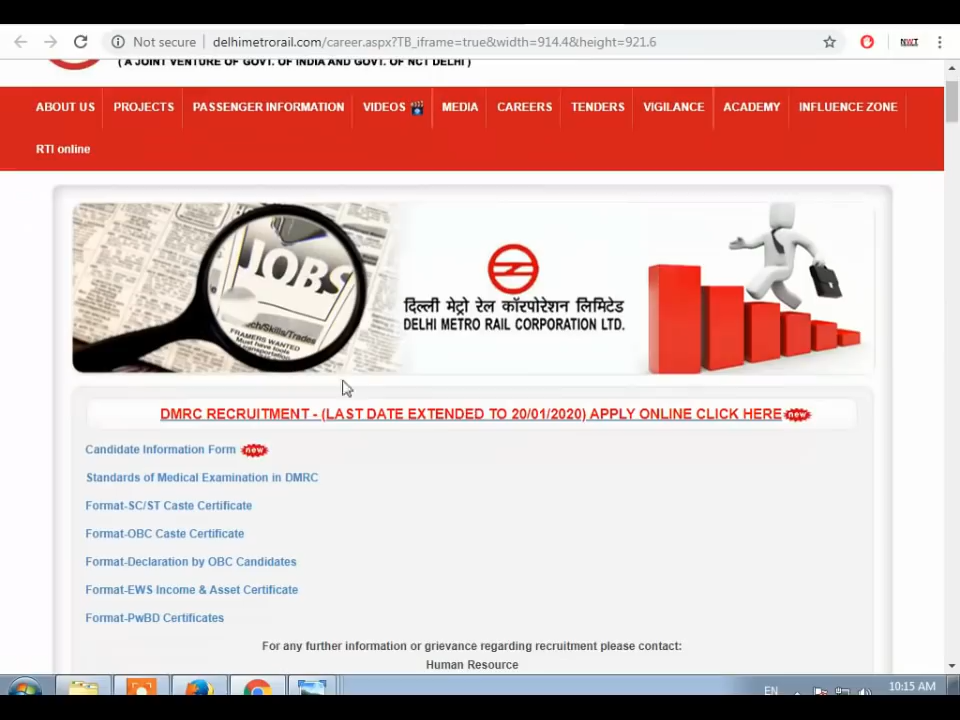 Not secure | delhimetrorail.com/career.aspx?TB_iframe=true&width=914.4&height=921.6
( A JOINT VENTURE OF GOVT. OF INDIA AND GOVT. OF NCT DELHI )
ABOUT US PROJECTS PASSENGER INFORMATION VIDEOS MEDIA CAREERS TENDERS VIGILANCE ACADEMY INFLUENCE ZONE
RTI online
JOBS
दिल्ली मेट्रो रेल कॉरपोरेशन लिमिटेड
DELHI METRO RAIL CORPORATION LTD.
DMRC RECRUITMENT - (LAST DATE EXTENDED TO 20/01/2020) APPLY ONLINE CLICK HERE new
Candidate Information Form new
Standards of Medical Examination in DMRC
Format-SC/ST Caste Certificate
Format-OBC Caste Certificate
Format-Declaration by OBC Candidates
Format-EWS Income & Asset Certificate
Format-PwBD Certificates
For any further information or grievance regarding recruitment please contact:
Human Resource
EN 10:15 AM